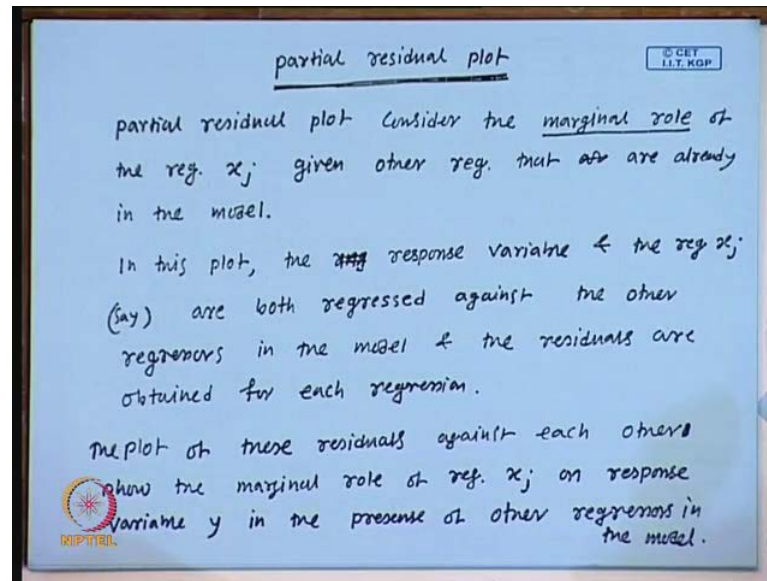 partial residual plot
© CET
I.I.T. KGP
partial residual plot Consider the marginal role of
the reg. xj given other reg. that are already
in the model.
In this plot, the response variable & the reg xj
(say) are both regressed against the other
regressors in the model & the residuals are
obtained for each regression.
The plot of these residuals against each other
show the marginal role of reg. xj on response
variable y in the presense of other regressors in
the model.
NPTEL